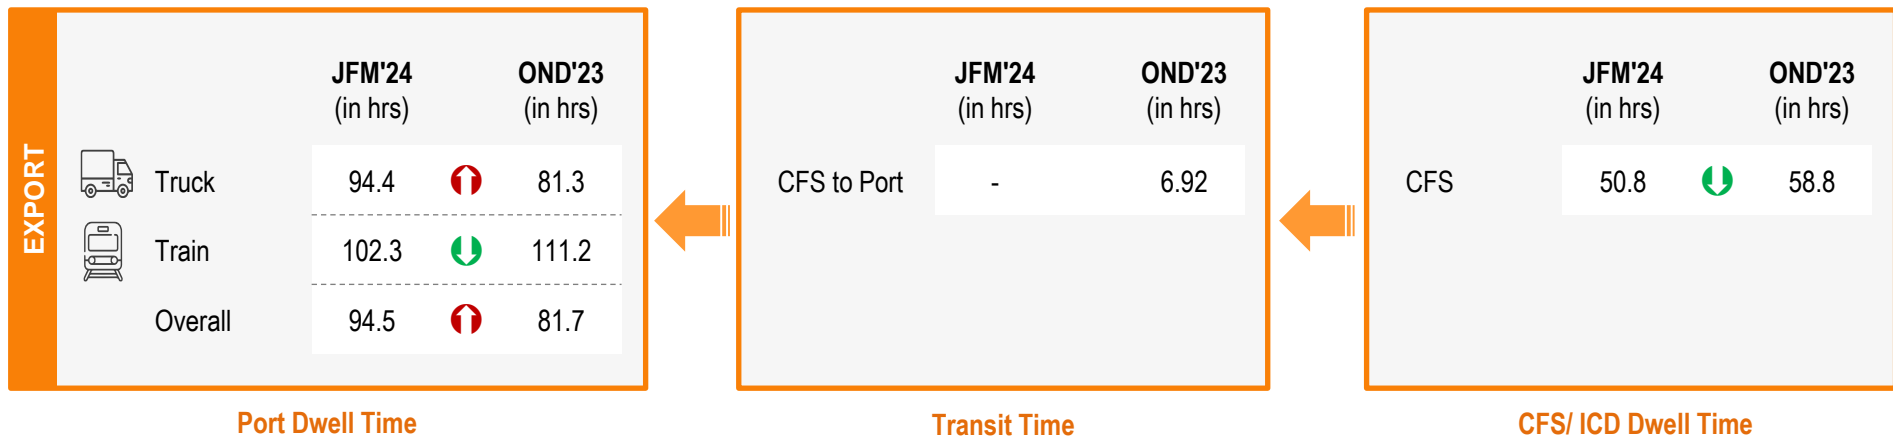 EXPORT
JFM'24 OND'23
(in hrs) (in hrs)
Truck 94.4 81.3
Train 102.3 111.2
Overall 94.5 81.7
Port Dwell Time
JFM'24 OND'23
(in hrs) (in hrs)
CFS to Port - 6.92
Transit Time
JFM'24 OND'23
(in hrs) (in hrs)
CFS 50.8 58.8
CFS/ ICD Dwell Time